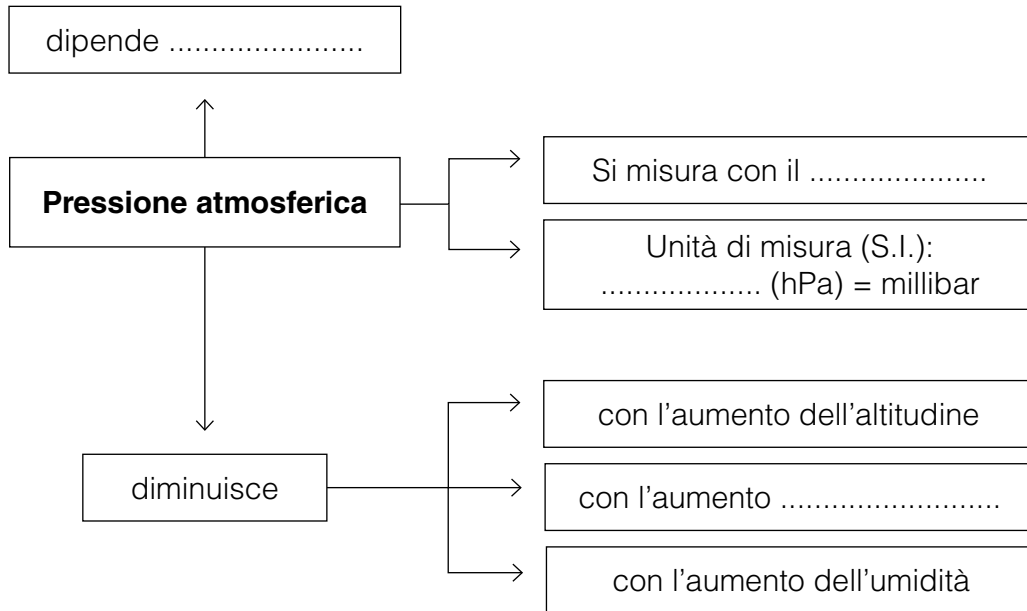 dipende ........................
Pressione atmosferica
Si misura con il ......................
Unità di misura (S.I.):
.................... (hPa) = millibar
con l'aumento dell'altitudine
diminuisce
con l'aumento ...........................
con l'aumento dell'umidità